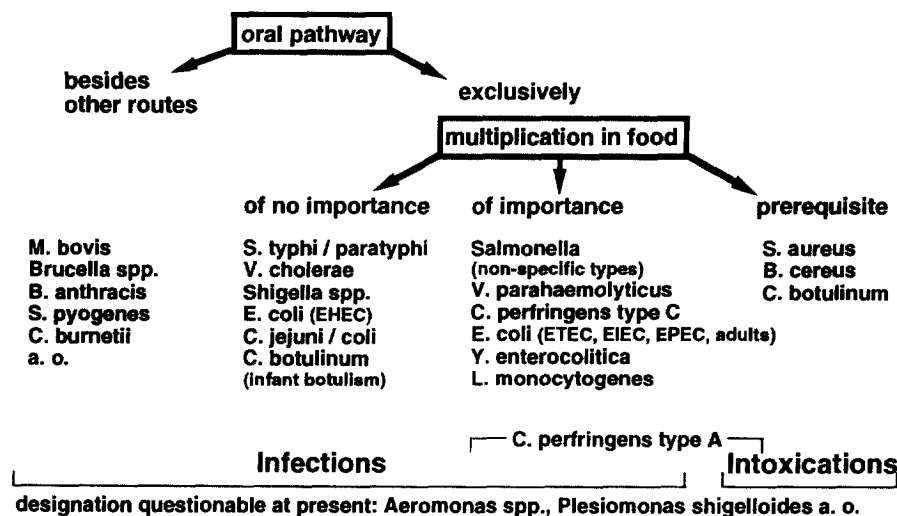 oral pathway
besides
other routes
exclusively
multiplication in food
of no importance
of importance
prerequisite
M. bovis
Brucella spp.
B. anthracis
S. pyogenes
C. burnetii
a. o.
S. typhi / paratyphi
V. cholerae
Shigella spp.
E. coli (EHEC)
C. jejuni / coli
C. botulinum
(infant botulism)
Salmonella
(non-specific types)
V. parahaemolyticus
C. perfringens type C
E. coli (ETEC, EIEC, EPEC, adults)
Y. enterocolitica
L. monocytogenes
S. aureus
B. cereus
C. botulinum
C. perfringens type A
Infections
Intoxications
designation questionable at present: Aeromonas spp., Plesiomonas shigelloides a. o.